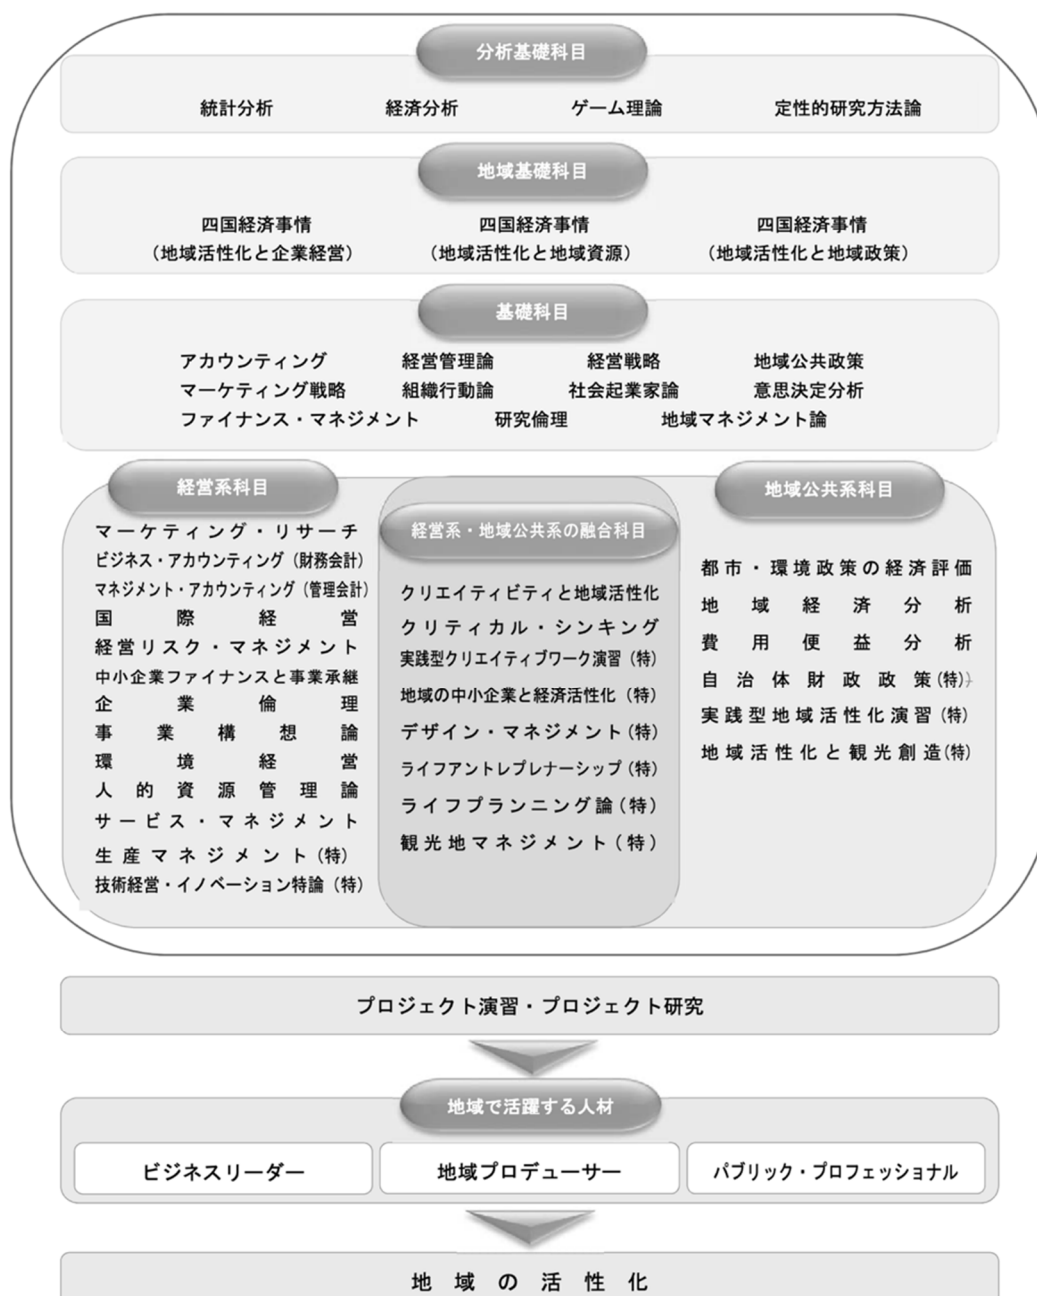 分析基礎科目
統計分析 経済分析 ゲーム理論 定性的研究方法論
地域基礎科目
四国経済事情 四国経済事情 四国経済事情
（地域活性化と企業経営） （地域活性化と地域資源） （地域活性化と地域政策）
基礎科目
アカウンティング 経営管理論 経営戦略 地域公共政策
マーケティング戦略 組織行動論 社会起業家論 意思決定分析
ファイナンス・マネジメント 研究倫理 地域マネジメント論
経営系科目
マーケティング・リサーチ
ビジネス・アカウンティング（財務会計）
マネジメント・アカウンティング（管理会計）
国際経営
経営リスク・マネジメント
中小企業ファイナンスと事業承継
企業倫理
事業構想論
環境経営
人的資源管理論
サービス・マネジメント
生産マネジメント（特）
技術経営・イノベーション特論（特）
経営系・地域公共系の融合科目
クリエイティビティと地域活性化
クリティカル・シンキング
実践型クリエイティブワーク演習（特）
地域の中小企業と経済活性化（特）
デザイン・マネジメント（特）
ライフアントレプレナーシップ（特）
ライフプランニング論（特）
観光地マネジメント（特）
地域公共系科目
都市・環境政策の経済評価
地域経済分析
費用便益分析
自治体財政政策（特））
実践型地域活性化演習（特）
地域活性化と観光創造（特）
プロジェクト演習・プロジェクト研究
地域で活躍する人材
ビジネスリーダー 地域プロデューサー パブリック・プロフェッショナル
地域の活性化